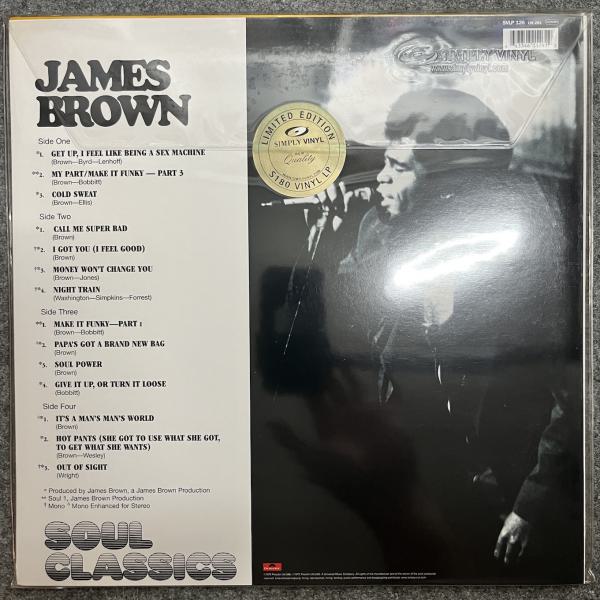 JAMES
BROWN
Side One
*1. GET UP, I FEEL LIKE BEING A SEX MACHINE
(Brown—Byrd—Lenhoff)
**2. MY PART/MAKE IT FUNKY — PART 3
(Brown—Bobbitt)
*3. COLD SWEAT
(Brown—Ellis)
Side Two
*1. CALL ME SUPER BAD
(Brown)
2. I GOT YOU (I FEEL GOOD)
(Brown)
†*3. MONEY WON'T CHANGE YOU
(Brown—Jones)
†*4. NIGHT TRAIN
(Washington—Simpkins—Forrest)
Side Three
**1. MAKE IT FUNKY—PART 1
(Brown—Bobbitt)
2. PAPA'S GOT A BRAND NEW BAG
(Brown)
*3. SOUL POWER
(Brown)
*4. GIVE IT UP, OR TURN IT LOOSE
(Bobbitt)
Side Four
1. IT'S A MAN'S MAN'S WORLD
(Brown)
*2. HOT PANTS (SHE GOT TO USE WHAT SHE GOT,
TO GET WHAT SHE WANTS)
(Brown—Wesley)
†*3. OUT OF SIGHT
(Wright)
* Produced by James Brown, a James Brown Production
** Soul 1, James Brown Production
† Mono ◊ Mono Enhanced for Stereo
SOUL
CLASSICS
SVLP 126
SIMPLY VINYL
www.simplyvinyl.com
LIMITED EDITION
SIMPLY VINYL
Quality
S180 VINYL LP